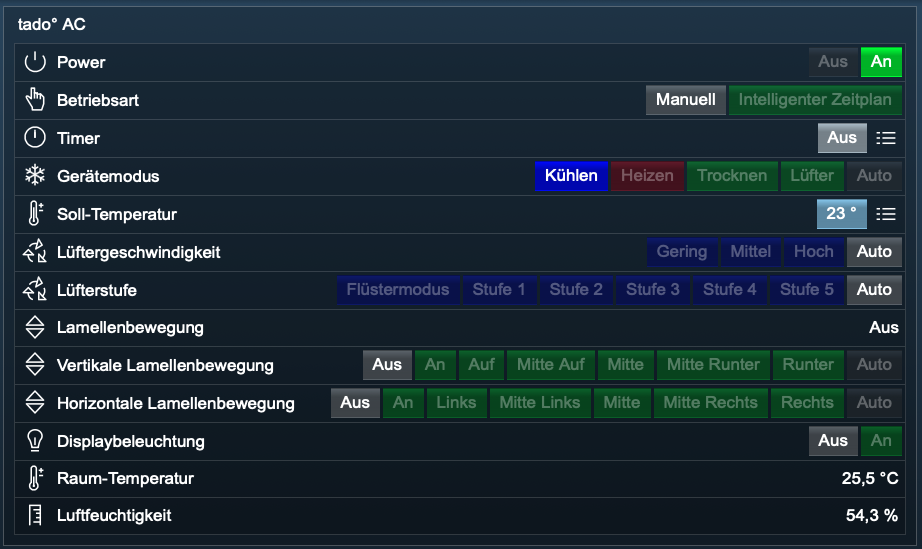 tado° AC
Power Aus An
Betriebsart Manuell Intelligenter Zeitplan
Timer Aus
Gerätemodus Kühlen Heizen Trocknen Lüfter Auto
Soll-Temperatur 23 °
Lüftergeschwindigkeit Gering Mittel Hoch Auto
Lüfterstufe Flüstermodus Stufe 1 Stufe 2 Stufe 3 Stufe 4 Stufe 5 Auto
Lamellenbewegung Aus
Vertikale Lamellenbewegung Aus An Auf Mitte Auf Mitte Mitte Runter Runter Auto
Horizontale Lamellenbewegung Aus An Links Mitte Links Mitte Mitte Rechts Rechts Auto
Displaybeleuchtung Aus An
Raum-Temperatur 25,5 °C
Luftfeuchtigkeit 54,3 %